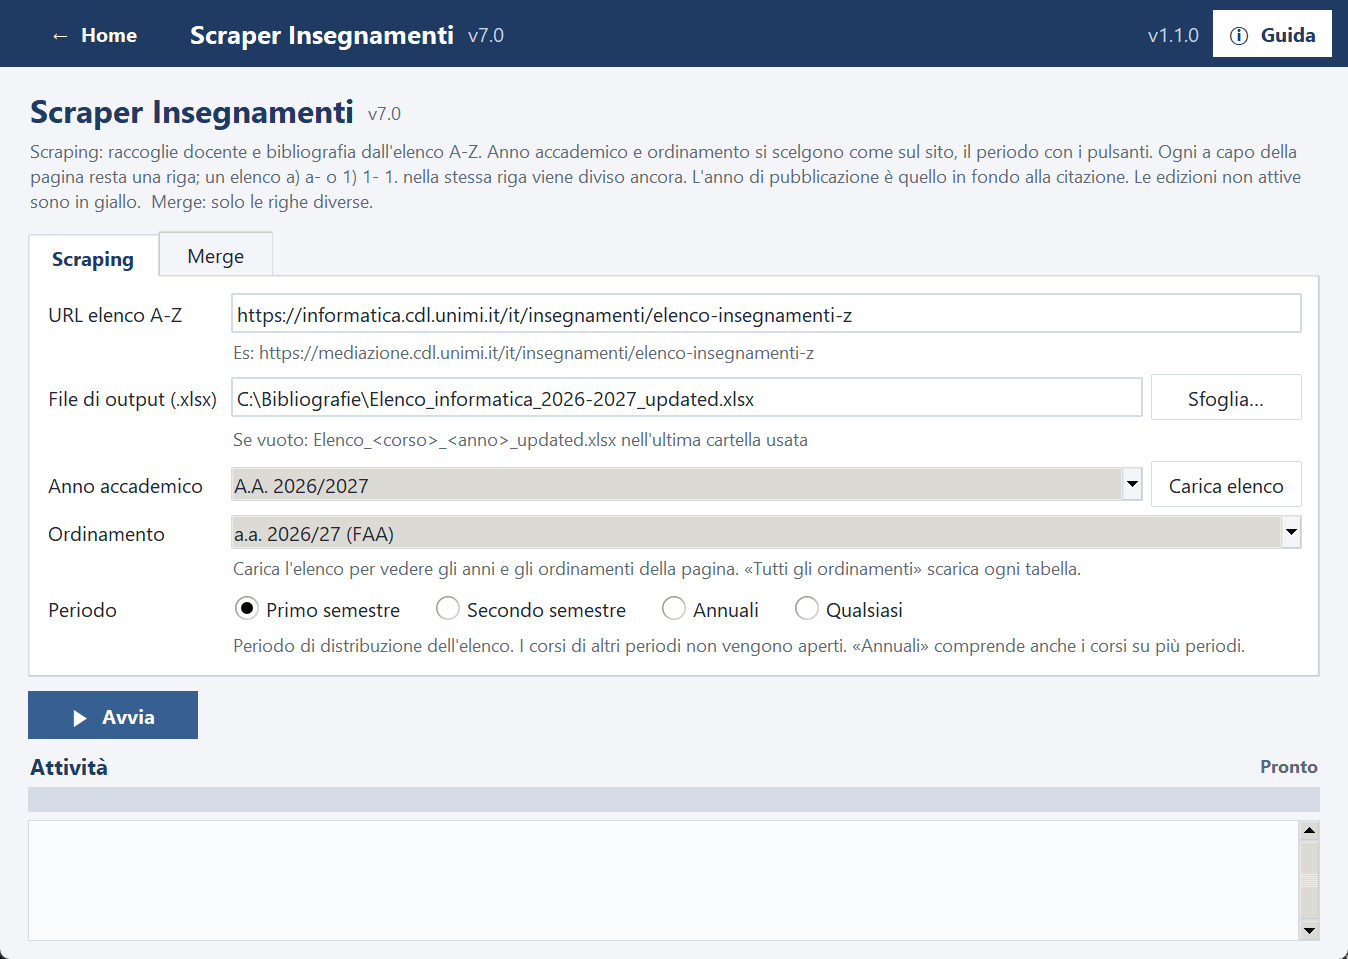 ← Home
Scraper Insegnamenti v7.0
v1.1.0
Guida
Scraper Insegnamenti v7.0
Scraping: raccoglie docente e bibliografia dall'elenco A-Z. Anno accademico e ordinamento si scelgono come sul sito, il periodo con i pulsanti. Ogni a capo della
pagina resta una riga; un elenco a) a- o 1) 1- 1. nella stessa riga viene diviso ancora. L'anno di pubblicazione è quello in fondo alla citazione. Le edizioni non attive
sono in giallo.  Merge: solo le righe diverse.
Scraping
Merge
URL elenco A-Z
https://informatica.cdl.unimi.it/it/insegnamenti/elenco-insegnamenti-z
Es: https://mediazione.cdl.unimi.it/it/insegnamenti/elenco-insegnamenti-z
File di output (.xlsx)
C:\Bibliografie\Elenco_informatica_2026-2027_updated.xlsx
Sfoglia...
Se vuoto: Elenco_<corso>_<anno>_updated.xlsx nell'ultima cartella usata
Anno accademico
A.A. 2026/2027
Carica elenco
Ordinamento
a.a. 2026/27 (FAA)
Carica l'elenco per vedere gli anni e gli ordinamenti della pagina. «Tutti gli ordinamenti» scarica ogni tabella.
Periodo
Primo semestre
Secondo semestre
Annuali
Qualsiasi
Periodo di distribuzione dell'elenco. I corsi di altri periodi non vengono aperti. «Annuali» comprende anche i corsi su più periodi.
Avvia
Attività
Pronto